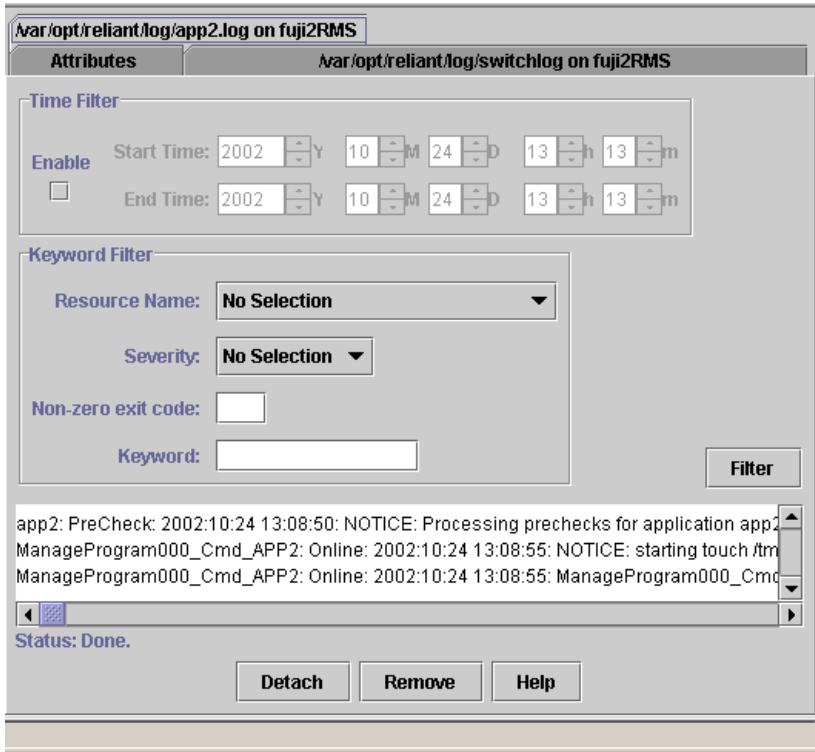 /var/opt/reliant/log/app2.log on fuji2RMS
Attributes /var/opt/reliant/log/switchlog on fuji2RMS
Time Filter
Enable
Start Time: 2002 Y 10 M 24 D 13 h 13 m
End Time: 2002 Y 10 M 24 D 13 h 13 m
Keyword Filter
Resource Name: No Selection
Severity: No Selection
Non-zero exit code:
Keyword:
Filter
app2: PreCheck: 2002:10:24 13:08:50: NOTICE: Processing prechecks for application app2
ManageProgram000_Cmd_APP2: Online: 2002:10:24 13:08:55: NOTICE: starting touch /tm
ManageProgram000_Cmd_APP2: Online: 2002:10:24 13:08:55: ManageProgram000_Cmd
Status: Done.
Detach Remove Help